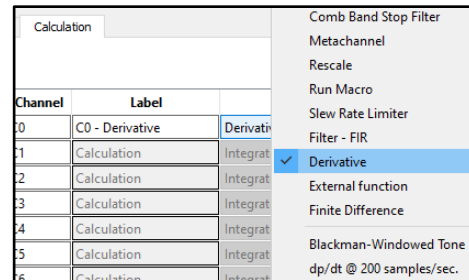 Calculation
Channel Label
C0 C0 - Derivative Derivativ
C1 Calculation Integrat
C2 Calculation Integrat
C3 Calculation Integrat
C4 Calculation Integrat
C5 Calculation Integrat
C6 Calculation Integrat
Comb Band Stop Filter
Metachannel
Rescale
Run Macro
Slew Rate Limiter
Filter - FIR
Derivative
External function
Finite Difference
Blackman-Windowed Tone
dp/dt @ 200 samples/sec.